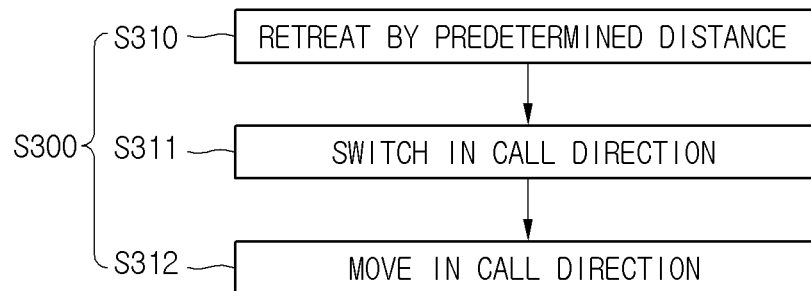 S310
RETREAT BY PREDETERMINED DISTANCE
S300
S311
SWITCH IN CALL DIRECTION
S312
MOVE IN CALL DIRECTION